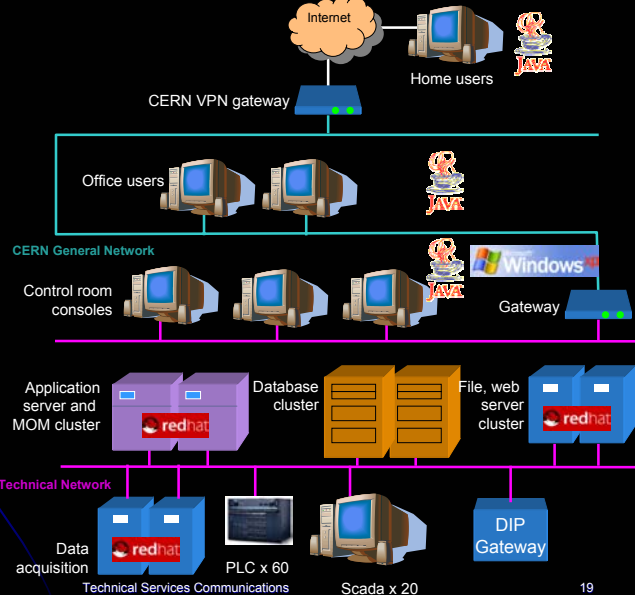 Internet
Home users
JAVA
CERN VPN gateway
Office users
JAVA
CERN General Network
Microsoft
Windows xp
JAVA
Control room
consoles
Gateway
Application
server and
MOM cluster
redhat
Database
cluster
File, web
server
cluster
redhat
Technical Network
Data
acquisition
redhat
PLC x 60
Scada x 20
DIP
Gateway
Technical Services Communications
19